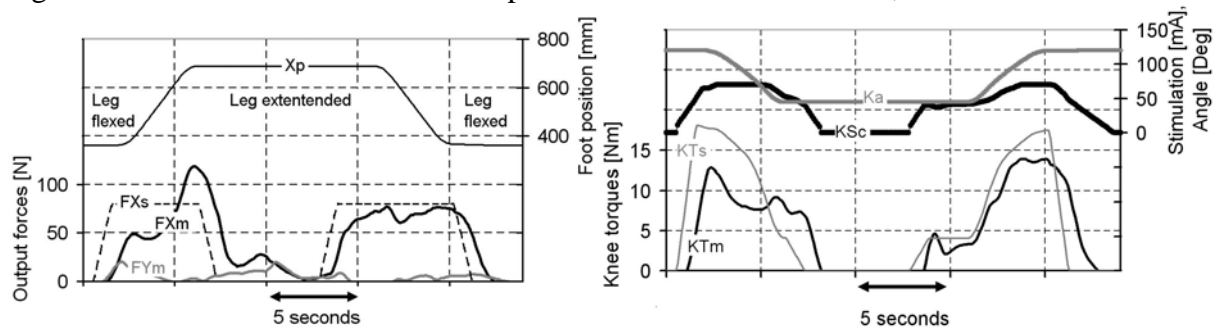 800
600
400
Foot position [mm]
100
50
0
Output forces [N]
Xp
Leg
flexed
Leg extentended
Leg
flexed
FXs
FXm
FYm
5 seconds
150
100
50
0
Stimulation [mA],
Angle [Deg]
15
10
5
0
Knee torques [Nm]
Ka
KSc
KTs
KTm
5 seconds